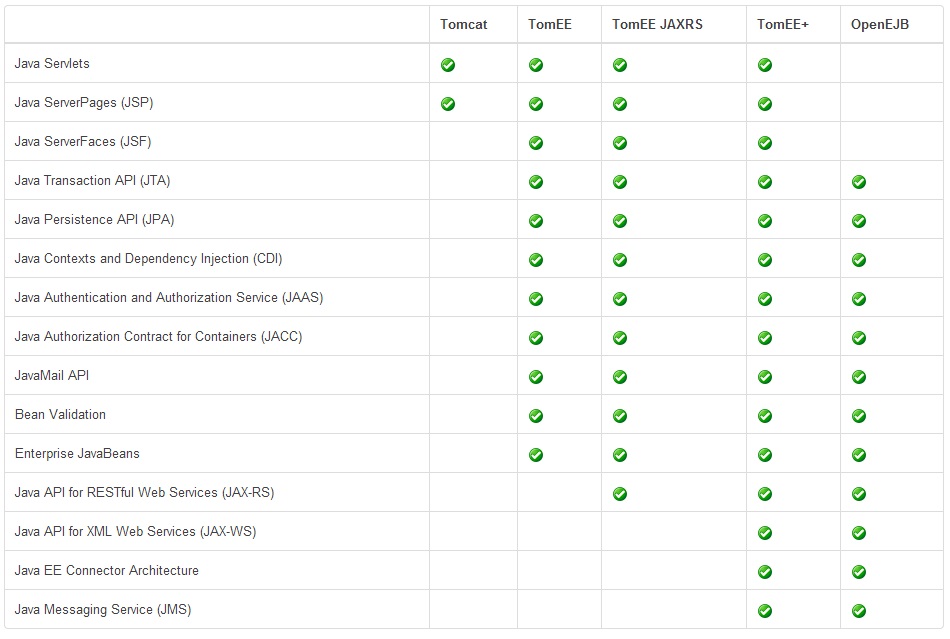 Tomcat TomEE TomEE JAXRS TomEE+ OpenEJB
Java Servlets
Java ServerPages (JSP)
Java ServerFaces (JSF)
Java Transaction API (JTA)
Java Persistence API (JPA)
Java Contexts and Dependency Injection (CDI)
Java Authentication and Authorization Service (JAAS)
Java Authorization Contract for Containers (JACC)
JavaMail API
Bean Validation
Enterprise JavaBeans
Java API for RESTful Web Services (JAX-RS)
Java API for XML Web Services (JAX-WS)
Java EE Connector Architecture
Java Messaging Service (JMS)